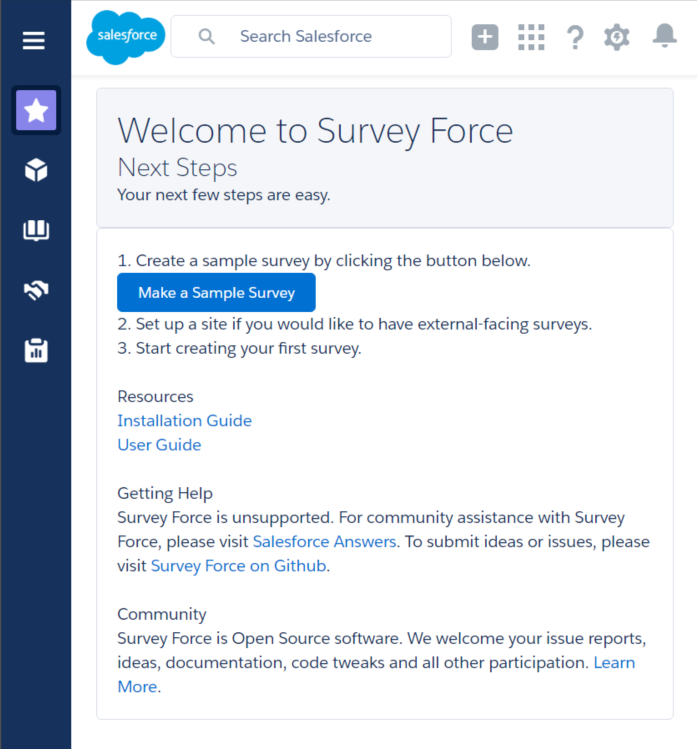 salesforce
Search Salesforce
Welcome to Survey Force
Next Steps
Your next few steps are easy.
1. Create a sample survey by clicking the button below.
Make a Sample Survey
2. Set up a site if you would like to have external-facing surveys.
3. Start creating your first survey.
Resources
Installation Guide
User Guide
Getting Help
Survey Force is unsupported. For community assistance with Survey
Force, please visit Salesforce Answers. To submit ideas or issues, please
visit Survey Force on Github.
Community
Survey Force is Open Source software. We welcome your issue reports,
ideas, documentation, code tweaks and all other participation. Learn
More.